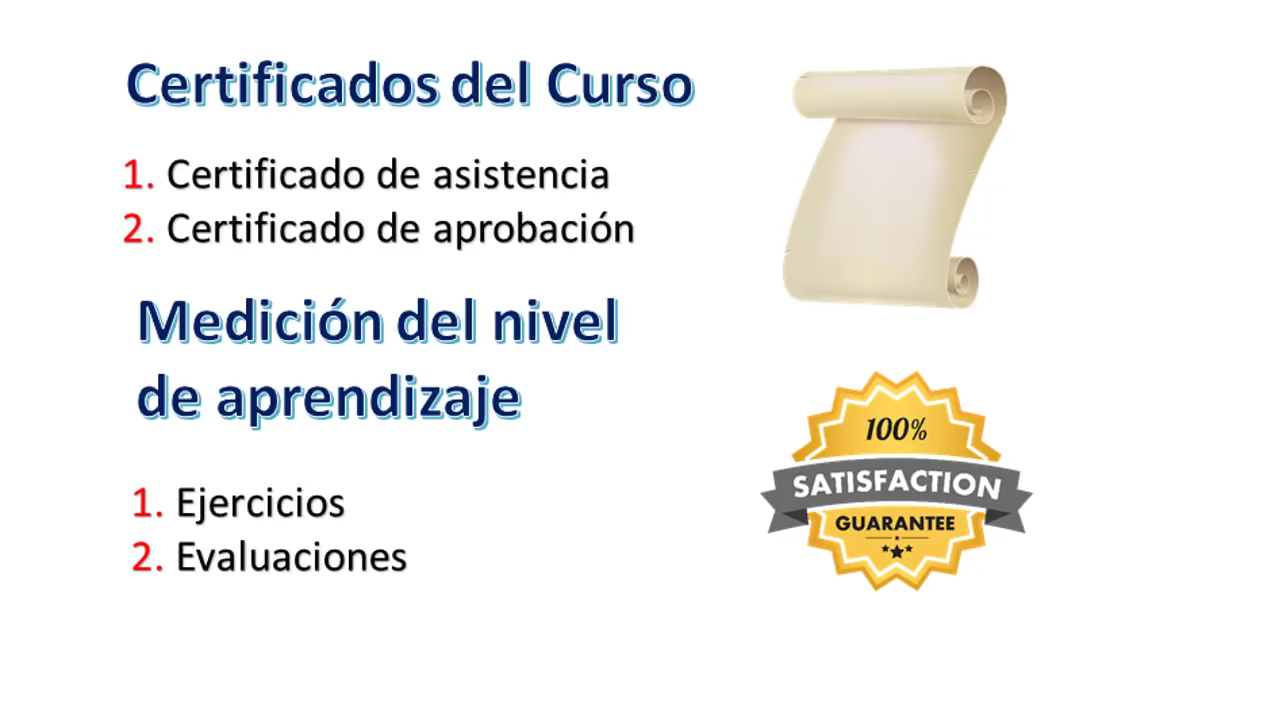 Certificados del Curso
1. Certificado de asistencia
2. Certificado de aprobación
Medición del nivel
de aprendizaje
1. Ejercicios
2. Evaluaciones
100%
SATISFACTION
GUARANTEE